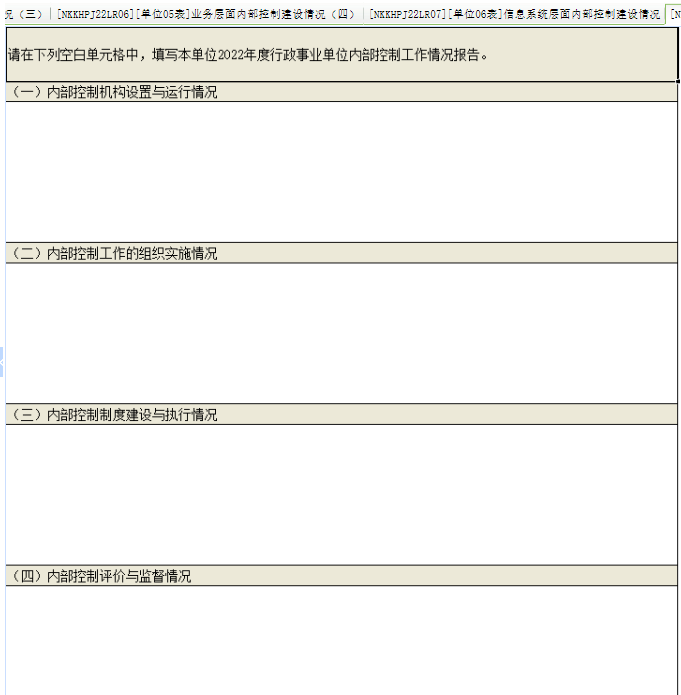 况（三） [NKKHPJ22LR06][单位05表]业务层面内部控制建设情况（四） [NKKHPJ22LR07][单位06表]信息系统层面内部控制建设情况 [N
请在下列空白单元格中，填写本单位2022年度行政事业单位内部控制工作情况报告。
（一）内部控制机构设置与运行情况
（二）内部控制工作的组织实施情况
（三）内部控制制度建设与执行情况
（四）内部控制评价与监督情况